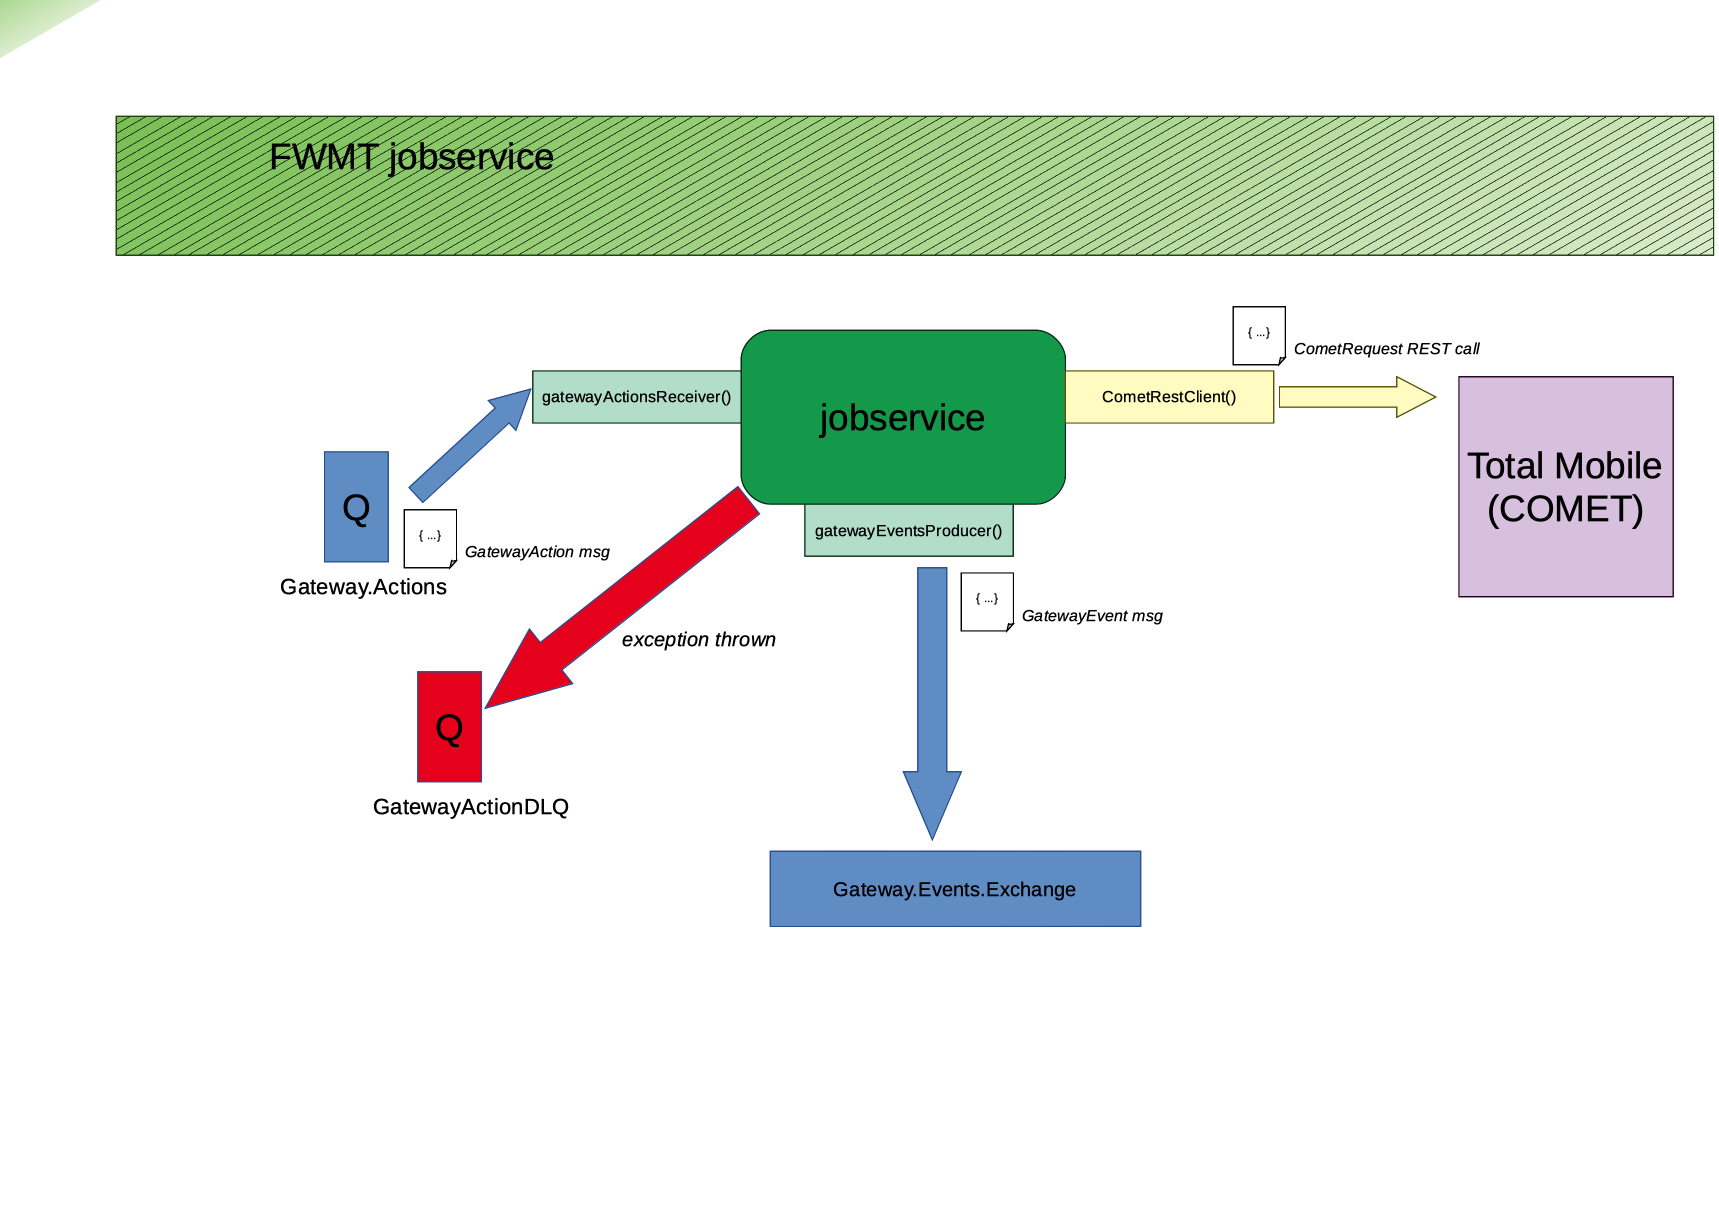 FWMT jobservice
{ ...}
CometRequest REST call
gatewayActionsReceiver()
jobservice
CometRestClient()
Total Mobile
(COMET)
Q
{ ...}
GatewayAction msg
Gateway.Actions
gatewayEventsProducer()
{ ...}
GatewayEvent msg
exception thrown
Q
GatewayActionDLQ
Gateway.Events.Exchange